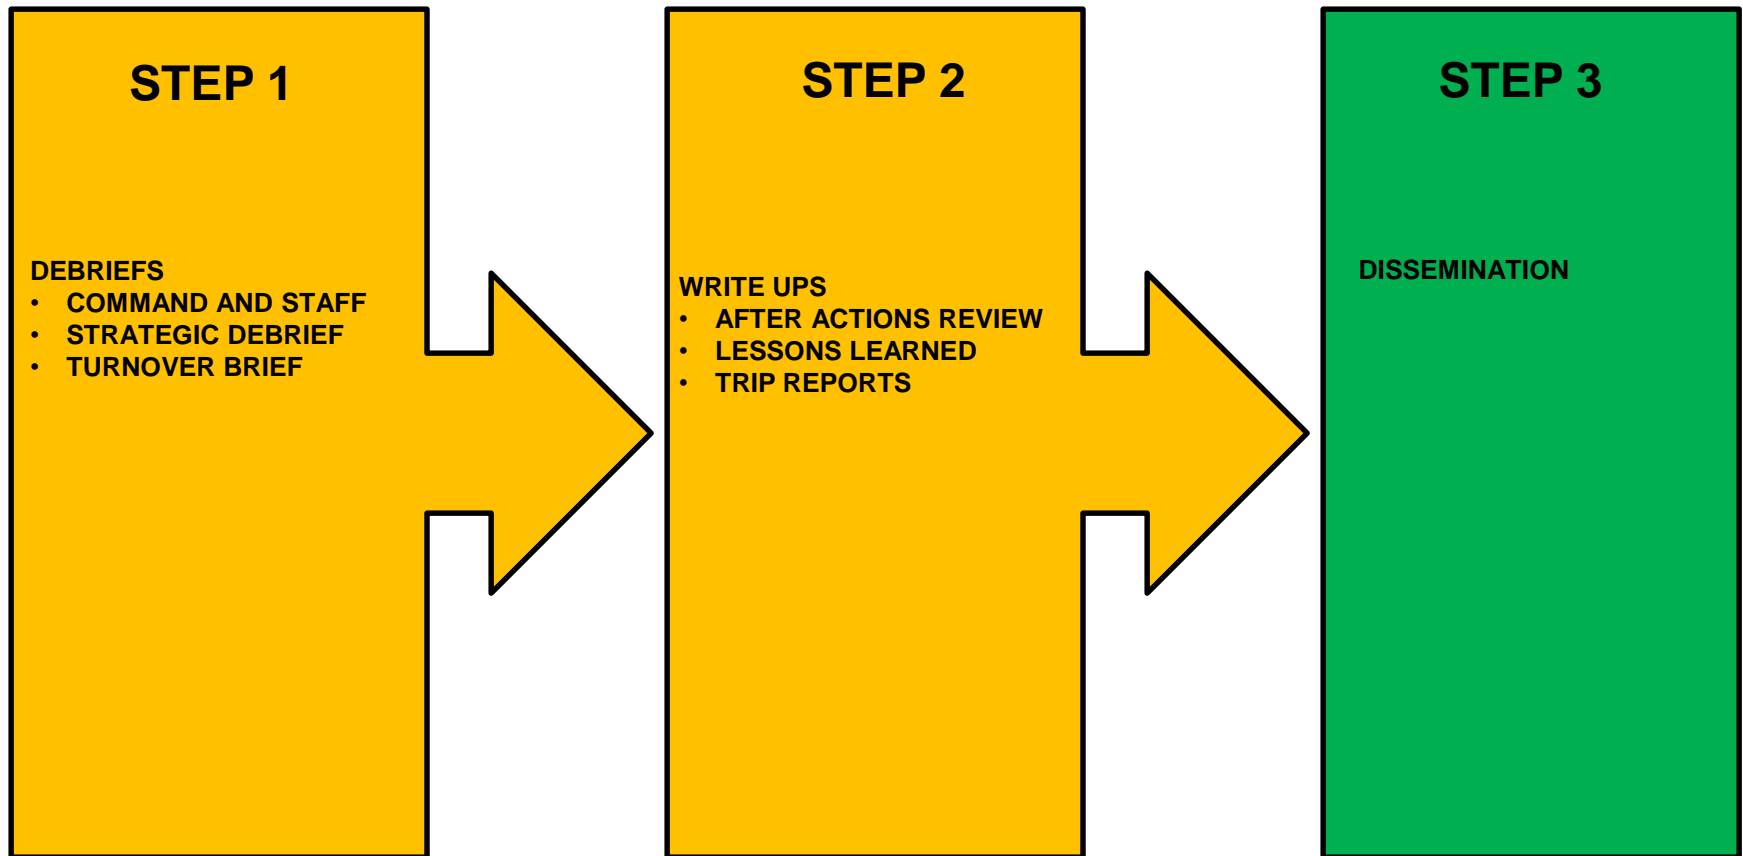 STEP 1
DEBRIEFS
• COMMAND AND STAFF
• STRATEGIC DEBRIEF
• TURNOVER BRIEF
STEP 2
WRITE UPS
• AFTER ACTIONS REVIEW
• LESSONS LEARNED
• TRIP REPORTS
STEP 3
DISSEMINATION